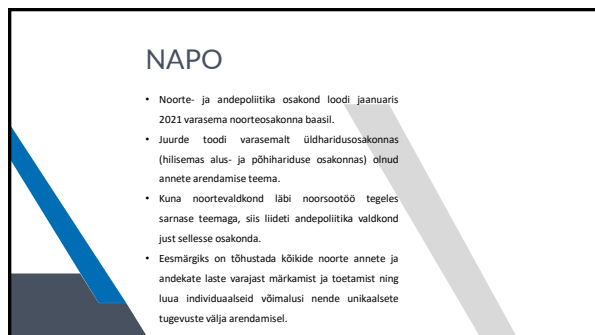 NAPO
• Noorte- ja andepoliitika osakond loodi jaanuaris
2021 varasema noorteosakonna baasil.
• Juurde toodi varasemalt üldharidusosakonnas
(hilisemas alus- ja põhihariduse osakonnas) olnud
annete arendamise teema.
• Kuna noortevaldkond läbi noorsootöö tegeles
sarnase teemaga, siis liideti andepoliitika valdkond
just sellesse osakonda.
• Eesmärgiks on tõhustada kõikide noorte annete ja
andekate laste varajast märkamist ja toetamist ning
luua individuaalseid võimalusi nende unikaalsete
tugevuste välja arendamisel.